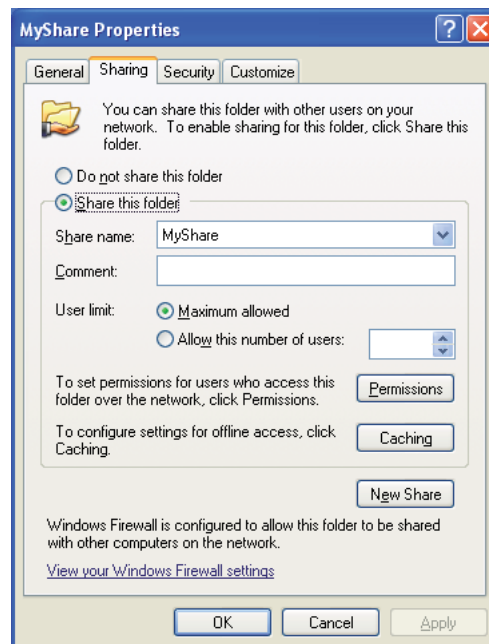 MyShare Properties
General Sharing Security Customize
You can share this folder with other users on your
network. To enable sharing for this folder, click Share this
folder.
Do not share this folder
Share this folder
Share name: MyShare
Comment:
User limit: Maximum allowed
Allow this number of users:
To set permissions for users who access this
folder over the network, click Permissions.
Permissions
To configure settings for offline access, click
Caching.
Caching
New Share
Windows Firewall is configured to allow this folder to be shared
with other computers on the network.
View your Windows Firewall settings
OK Cancel Apply